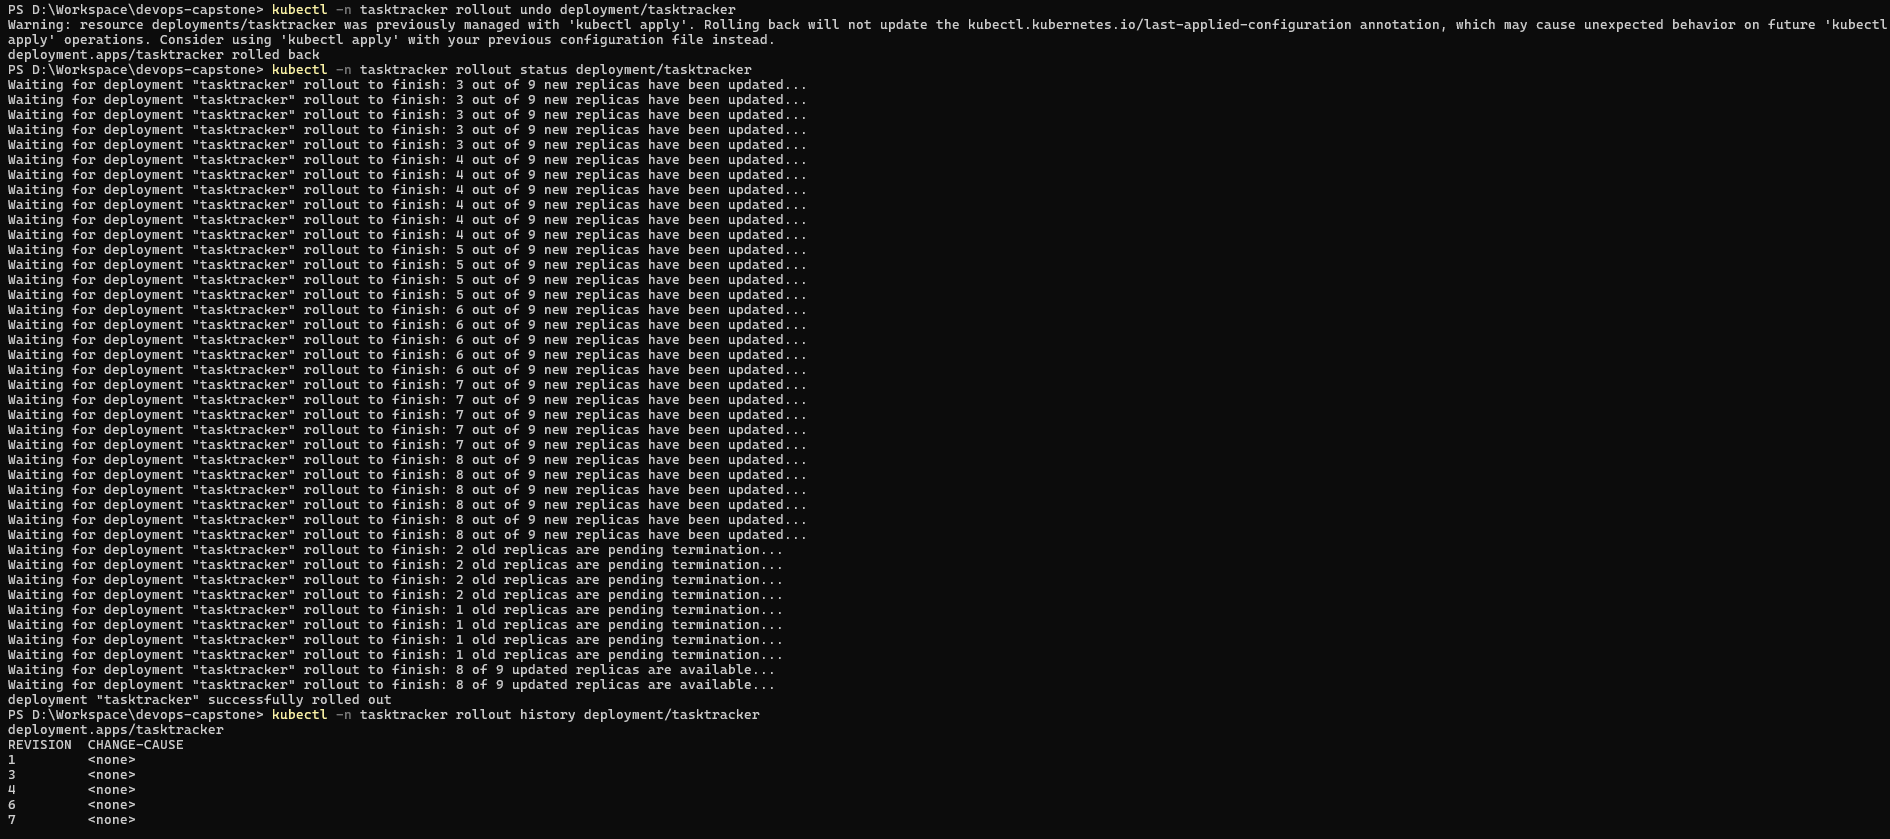 PS D:\Workspace\devops-capstone> kubectl -n tasktracker rollout undo deployment/tasktracker
Warning: resource deployments/tasktracker was previously managed with 'kubectl apply'. Rolling back will not update the kubectl.kubernetes.io/last-applied-configuration annotation, which may cause unexpected behavior on future 'kubectl
apply' operations. Consider using 'kubectl apply' with your previous configuration file instead.
deployment.apps/tasktracker rolled back
PS D:\Workspace\devops-capstone> kubectl -n tasktracker rollout status deployment/tasktracker
Waiting for deployment "tasktracker" rollout to finish: 3 out of 9 new replicas have been updated...
Waiting for deployment "tasktracker" rollout to finish: 3 out of 9 new replicas have been updated...
Waiting for deployment "tasktracker" rollout to finish: 3 out of 9 new replicas have been updated...
Waiting for deployment "tasktracker" rollout to finish: 3 out of 9 new replicas have been updated...
Waiting for deployment "tasktracker" rollout to finish: 3 out of 9 new replicas have been updated...
Waiting for deployment "tasktracker" rollout to finish: 4 out of 9 new replicas have been updated...
Waiting for deployment "tasktracker" rollout to finish: 4 out of 9 new replicas have been updated...
Waiting for deployment "tasktracker" rollout to finish: 4 out of 9 new replicas have been updated...
Waiting for deployment "tasktracker" rollout to finish: 4 out of 9 new replicas have been updated...
Waiting for deployment "tasktracker" rollout to finish: 4 out of 9 new replicas have been updated...
Waiting for deployment "tasktracker" rollout to finish: 4 out of 9 new replicas have been updated...
Waiting for deployment "tasktracker" rollout to finish: 5 out of 9 new replicas have been updated...
Waiting for deployment "tasktracker" rollout to finish: 5 out of 9 new replicas have been updated...
Waiting for deployment "tasktracker" rollout to finish: 5 out of 9 new replicas have been updated...
Waiting for deployment "tasktracker" rollout to finish: 5 out of 9 new replicas have been updated...
Waiting for deployment "tasktracker" rollout to finish: 6 out of 9 new replicas have been updated...
Waiting for deployment "tasktracker" rollout to finish: 6 out of 9 new replicas have been updated...
Waiting for deployment "tasktracker" rollout to finish: 6 out of 9 new replicas have been updated...
Waiting for deployment "tasktracker" rollout to finish: 6 out of 9 new replicas have been updated...
Waiting for deployment "tasktracker" rollout to finish: 6 out of 9 new replicas have been updated...
Waiting for deployment "tasktracker" rollout to finish: 7 out of 9 new replicas have been updated...
Waiting for deployment "tasktracker" rollout to finish: 7 out of 9 new replicas have been updated...
Waiting for deployment "tasktracker" rollout to finish: 7 out of 9 new replicas have been updated...
Waiting for deployment "tasktracker" rollout to finish: 7 out of 9 new replicas have been updated...
Waiting for deployment "tasktracker" rollout to finish: 7 out of 9 new replicas have been updated...
Waiting for deployment "tasktracker" rollout to finish: 8 out of 9 new replicas have been updated...
Waiting for deployment "tasktracker" rollout to finish: 8 out of 9 new replicas have been updated...
Waiting for deployment "tasktracker" rollout to finish: 8 out of 9 new replicas have been updated...
Waiting for deployment "tasktracker" rollout to finish: 8 out of 9 new replicas have been updated...
Waiting for deployment "tasktracker" rollout to finish: 8 out of 9 new replicas have been updated...
Waiting for deployment "tasktracker" rollout to finish: 8 out of 9 new replicas have been updated...
Waiting for deployment "tasktracker" rollout to finish: 2 old replicas are pending termination...
Waiting for deployment "tasktracker" rollout to finish: 2 old replicas are pending termination...
Waiting for deployment "tasktracker" rollout to finish: 2 old replicas are pending termination...
Waiting for deployment "tasktracker" rollout to finish: 2 old replicas are pending termination...
Waiting for deployment "tasktracker" rollout to finish: 1 old replicas are pending termination...
Waiting for deployment "tasktracker" rollout to finish: 1 old replicas are pending termination...
Waiting for deployment "tasktracker" rollout to finish: 1 old replicas are pending termination...
Waiting for deployment "tasktracker" rollout to finish: 1 old replicas are pending termination...
Waiting for deployment "tasktracker" rollout to finish: 8 of 9 updated replicas are available...
Waiting for deployment "tasktracker" rollout to finish: 8 of 9 updated replicas are available...
deployment "tasktracker" successfully rolled out
PS D:\Workspace\devops-capstone> kubectl -n tasktracker rollout history deployment/tasktracker
deployment.apps/tasktracker
REVISION  CHANGE-CAUSE
1         <none>
3         <none>
4         <none>
6         <none>
7         <none>